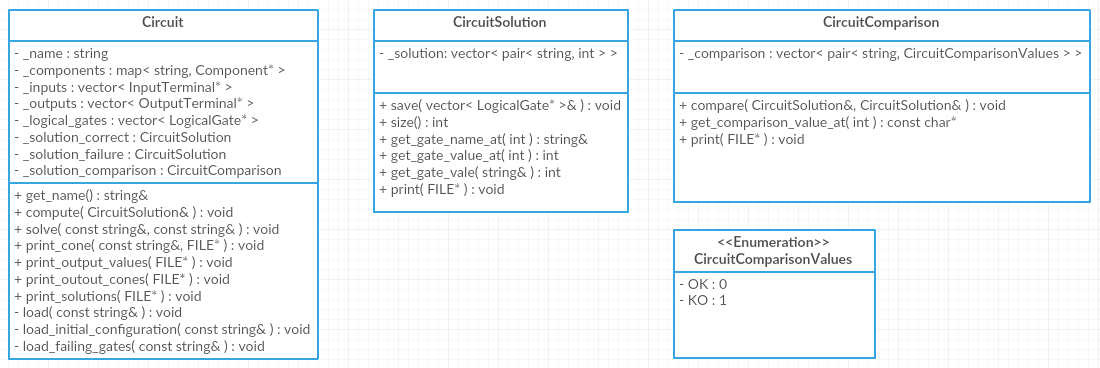 Circuit
- _name : string
- _components : map< string, Component* >
- _inputs : vector< InputTerminal* >
- _outputs : vector< OutputTerminal* >
- _logical_gates : vector< LogicalGate* >
- _solution_correct : CircuitSolution
- _solution_failure : CircuitSolution
- _solution_comparison : CircuitComparison
+ get_name() : string&
+ compute( CircuitSolution& ) : void
+ solve( const string&, const string& ) : void
+ print_cone( const string&, FILE* ) : void
+ print_output_values( FILE* ) : void
+ print_outout_cones( FILE* ) : void
+ print_solutions( FILE* ) : void
- load( const string& ) : void
- load_initial_configuration( const string& ) : void
- load_failing_gates( const string& ) : void
CircuitSolution
- _solution: vector< pair< string, int > >
+ save( vector< LogicalGate* >& ) : void
+ size() : int
+ get_gate_name_at( int ) : string&
+ get_gate_value_at( int ) : int
+ get_gate_vale( string& ) : int
+ print( FILE* ) : void
CircuitComparison
- _comparison : vector< pair< string, CircuitComparisonValues > >
+ compare( CircuitSolution&, CircuitSolution& ) : void
+ get_comparison_value_at( int ) : const char*
+ print( FILE* ) : void
<<Enumeration>>
CircuitComparisonValues
- OK : 0
- KO : 1